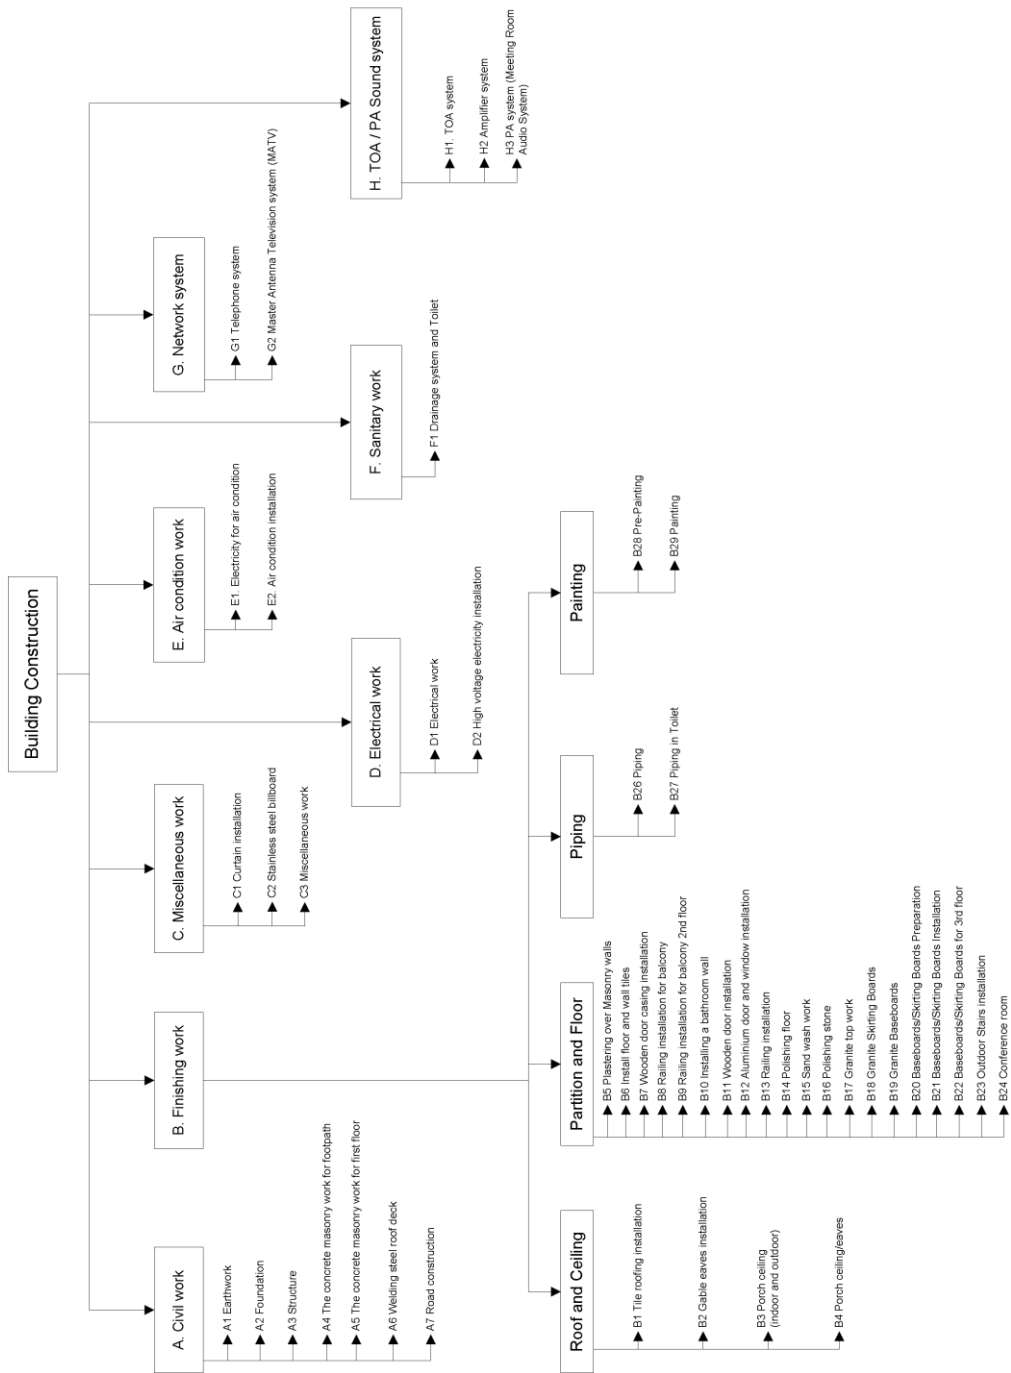 Building Construction
A. Civil work
A1 Earthwork
A2 Foundation
A3 Structure
A4 The concrete masonry work for footpath
A5 The concrete masonry work for first floor
A6 Welding steel roof deck
A7 Road construction
B. Finishing work
Roof and Ceiling
B1 Tile roofing installation
B2 Gable eaves installation
B3 Porch ceiling
(indoor and outdoor)
B4 Porch ceiling/eaves
Partition and Floor
B5 Plastering over Masonry walls
B6 Install floor and wall tiles
B7 Wooden door casing installation
B8 Railing installation for balcony
B9 Railing installation for balcony 2nd floor
B10 Installing a bathroom wall
B11 Wooden door installation
B12 Aluminium door and window installation
B13 Railing installation
B14 Polishing floor
B15 Sand wash work
B16 Polishing stone
B17 Granite top work
B18 Granite Skirting Boards
B19 Granite Baseboards
B20 Baseboards/Skirting Boards Preparation
B21 Baseboards/Skirting Boards Installation
B22 Baseboards/Skirting Boards for 3rd floor
B23 Outdoor Stairs installation
B24 Conference room
Piping
B26 Piping
B27 Piping in Toilet
Painting
B28 Pre-Painting
B29 Painting
C. Miscellaneous work
C1 Curtain installation
C2 Stainless steel billboard
C3 Miscellaneous work
D. Electrical work
D1 Electrical work
D2 High voltage electricity installation
E. Air condition work
E1. Electricity for air condition
E2. Air condition installation
F. Sanitary work
F1 Drainage system and Toilet
G. Network system
G1 Telephone system
G2 Master Antenna Television system (MATV)
H. TOA / PA Sound system
H1. TOA system
H2 Amplifier system
H3 PA system (Meeting Room
Audio System)